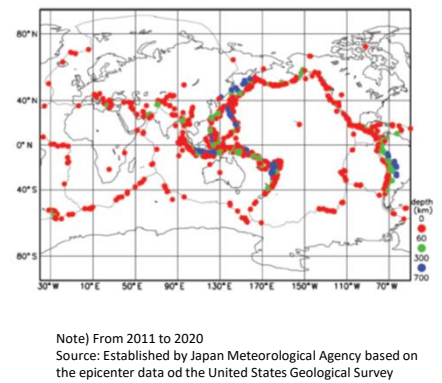 80°N
40°N
0°N
40°S
80°S
30°W 10°E 50°E 90°E 130°E 170°E 150°W 110°W 70°W
depth
(km)
0
60
300
700
Note) From 2011 to 2020
Source: Established by Japan Meteorological Agency based on
the epicenter data od the United States Geological Survey